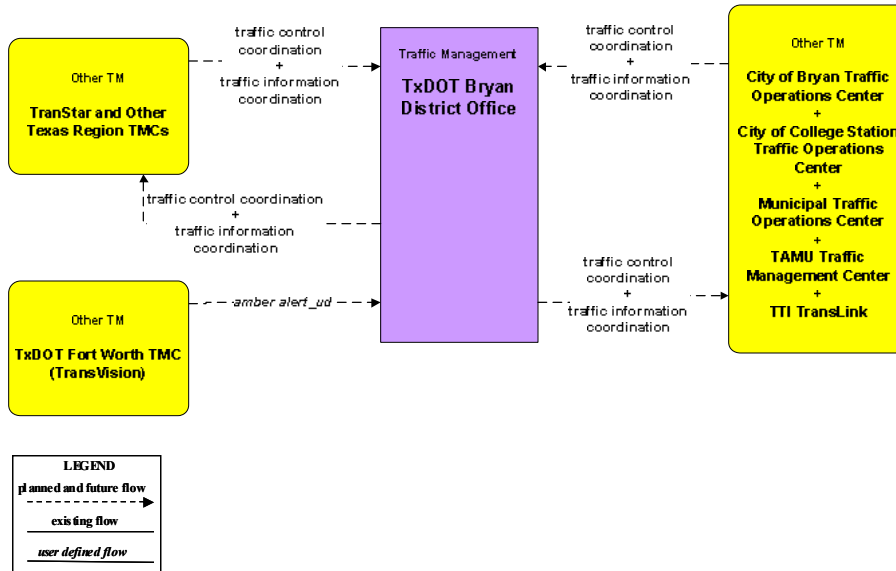 traffic control
coordination
+
traffic information
coordination
Other TM
TranStar and Other
Texas Region TMCs
traffic control coordination
+
traffic information
coordination
Other TM
TxDOT Fort Worth TMC
(TransVision)
amber alert_ud
Traffic Management
TxDOT Bryan
District Office
traffic control
coordination
+
traffic information
coordination
traffic control
coordination
+
traffic information
coordination
Other TM
City of Bryan Traffic
Operations Center
+
City of College Station
Traffic Operations
Center
+
Municipal Traffic
Operations Center
+
TAMU Traffic
Management Center
+
TTI TransLink
LEGEND
planned and future flow
existing flow
user defined flow